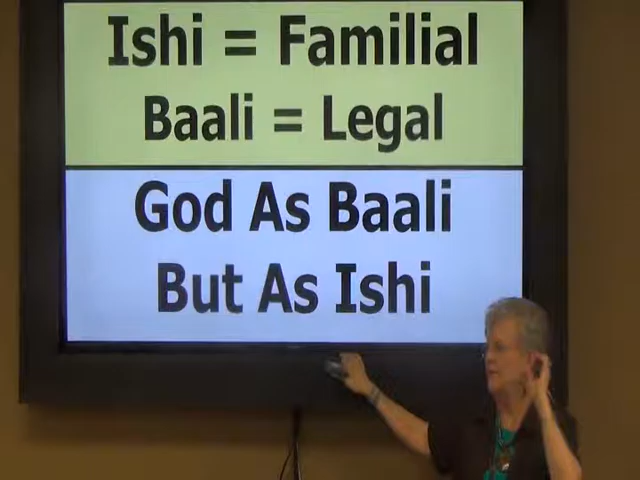 Ishi = Familial
Baali = Legal
God As Baali
But As Ishi